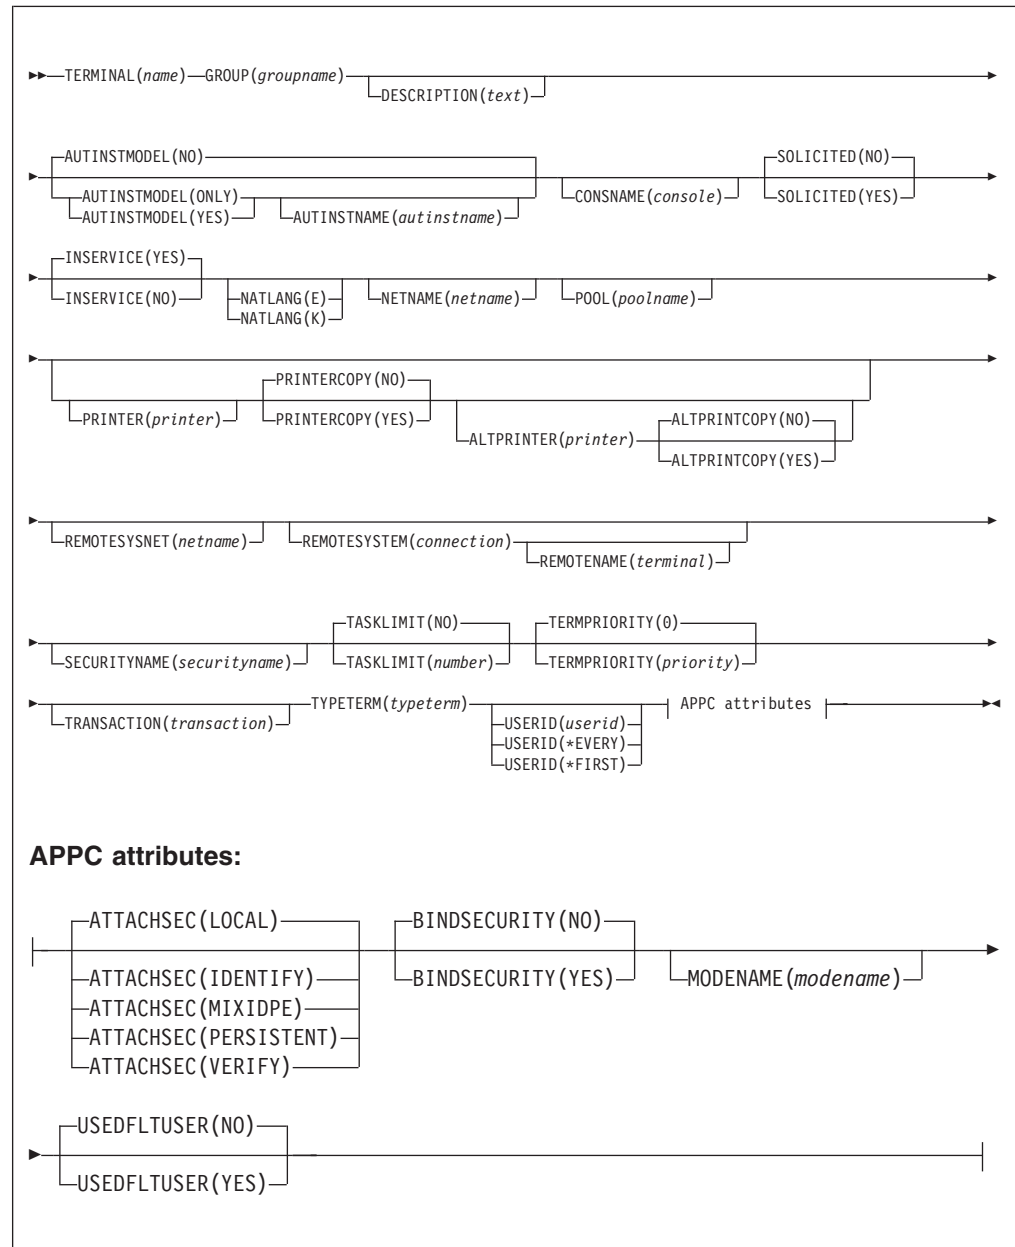 TERMINAL(name) GROUP(groupname)
DESCRIPTION(text)
AUTINSTMODEL(NO) SOLICITED(NO)
AUTINSTMODEL(ONLY) CONSNAME(console) SOLICITED(YES)
AUTINSTMODEL(YES) AUTINSTNAME(autinstname)
INSERVICE(YES)
INSERVICE(NO) NATLANG(E) NETNAME(netname) POOL(poolname)
NATLANG(K)
PRINTERCOPY(NO)
PRINTER(printer) PRINTERCOPY(YES) ALTPRINTCOPY(NO)
ALTPRINTER(printer)
ALTPRINTCOPY(YES)
REMOTESYSNET(netname) REMOTESYSTEM(connection)
REMOTENAME(terminal)
TASKLIMIT(NO) TERMPRIORITY(0)
SECURITYNAME(securityname) TASKLIMIT(number) TERMPRIORITY(priority)
TYPETERM(typeterm) APPC attributes
TRANSACTION(transaction) USERID(userid)
USERID(*EVERY)
USERID(*FIRST)
APPC attributes:
ATTACHSEC(LOCAL) BINDSECURITY(NO)
ATTACHSEC(IDENTIFY) BINDSECURITY(YES) MODENAME(modename)
ATTACHSEC(MIXIDPE)
ATTACHSEC(PERSISTENT)
ATTACHSEC(VERIFY)
USEDFLTUSER(NO)
USEDFLTUSER(YES)